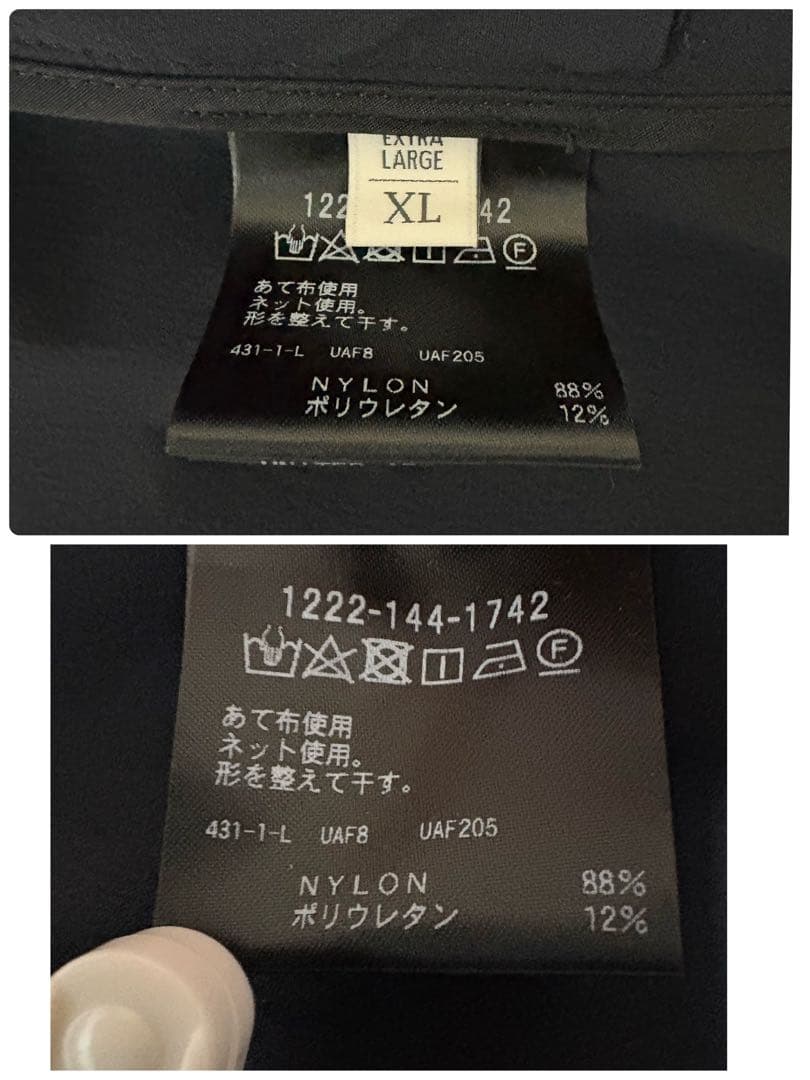 EXTRA
LARGE
XL
122 42
F
あて布使用
ネット使用。
形を整えて干す。
431-1-L UAF8 UAF205
NYLON 88%
ポリウレタン 12%
1222-144-1742
F
あて布使用
ネット使用。
形を整えて干す。
431-1-L UAF8 UAF205
NYLON 88%
ポリウレタン 12%